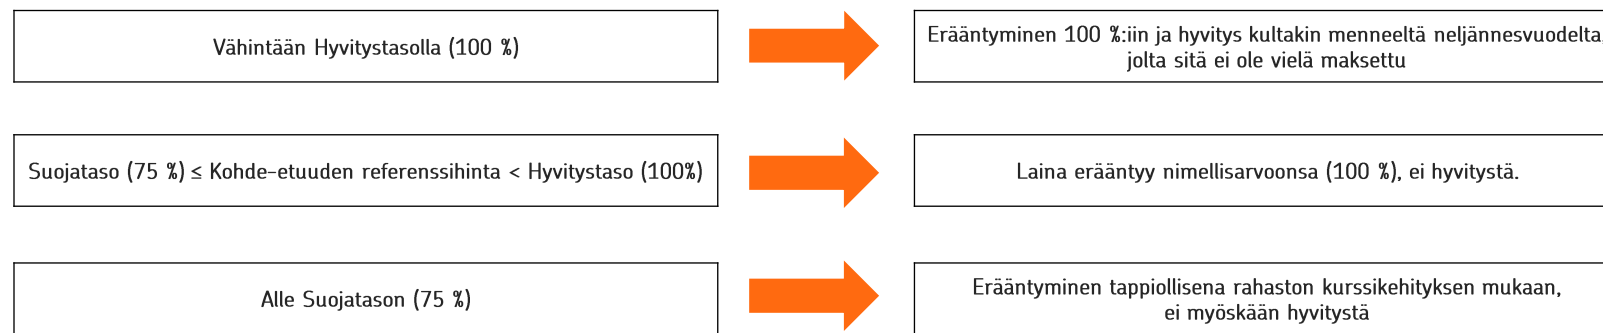 Vähintään Hyvitystasolla (100 %)
Erääntyminen 100 %:iin ja hyvitys kultakin menneeltä neljännesvuodelta,
jolta sitä ei ole vielä maksettu
Suojataso (75 %) ≤ Kohde-etuuden referenssihinta < Hyvitystaso (100%)
Laina erääntyy nimellisarvoonsa (100 %), ei hyvitystä.
Alle Suojatason (75 %)
Erääntyminen tappiollisena rahaston kurssikehityksen mukaan,
ei myöskään hyvitystä